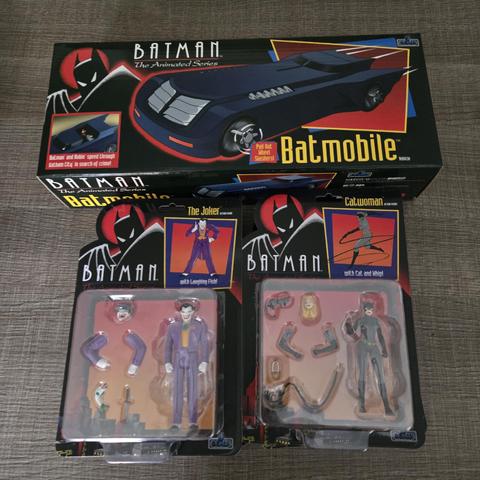 BATMAN
The Animated Series
Batman and Robin speed through
Gotham City in search of crime!
Pull Out
Wheel
Slashers!
Batmobile
VEHICLE
BATMAN
The Animated Series
Batmobile
The Joker
with Laughing Fish!
BATMAN
Catwoman
with Cat and Whip!
BATMAN